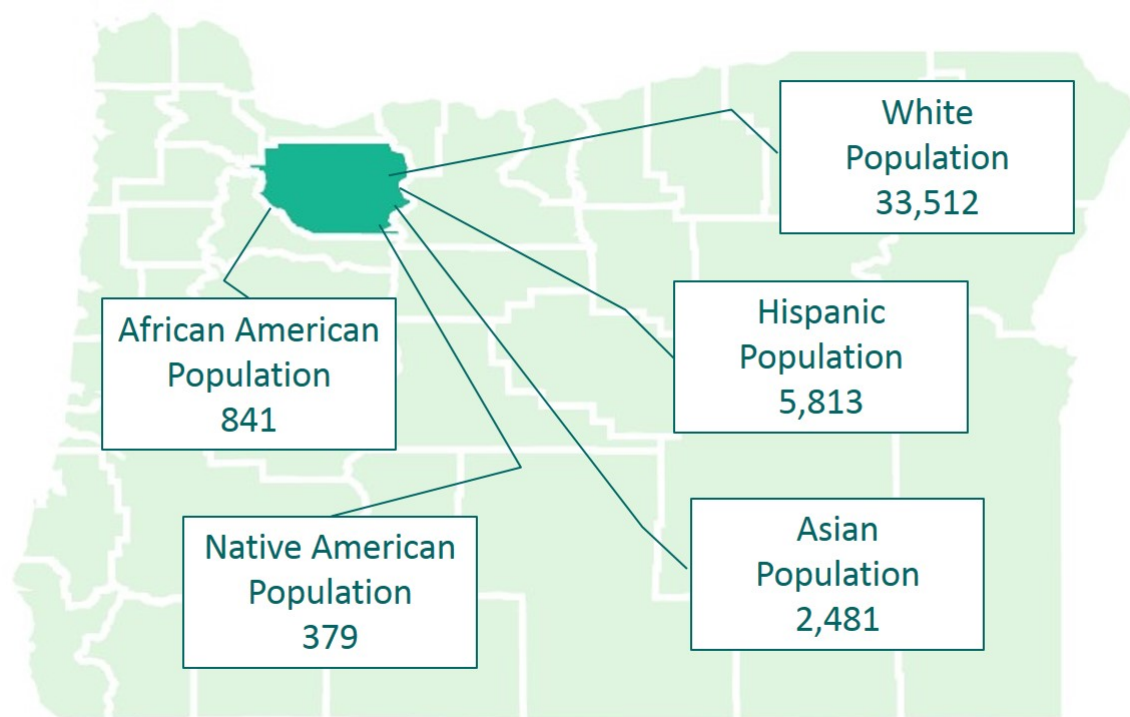 White
Population
33,512
Hispanic
Population
5,813
African American
Population
841
Native American
Population
379
Asian
Population
2,481